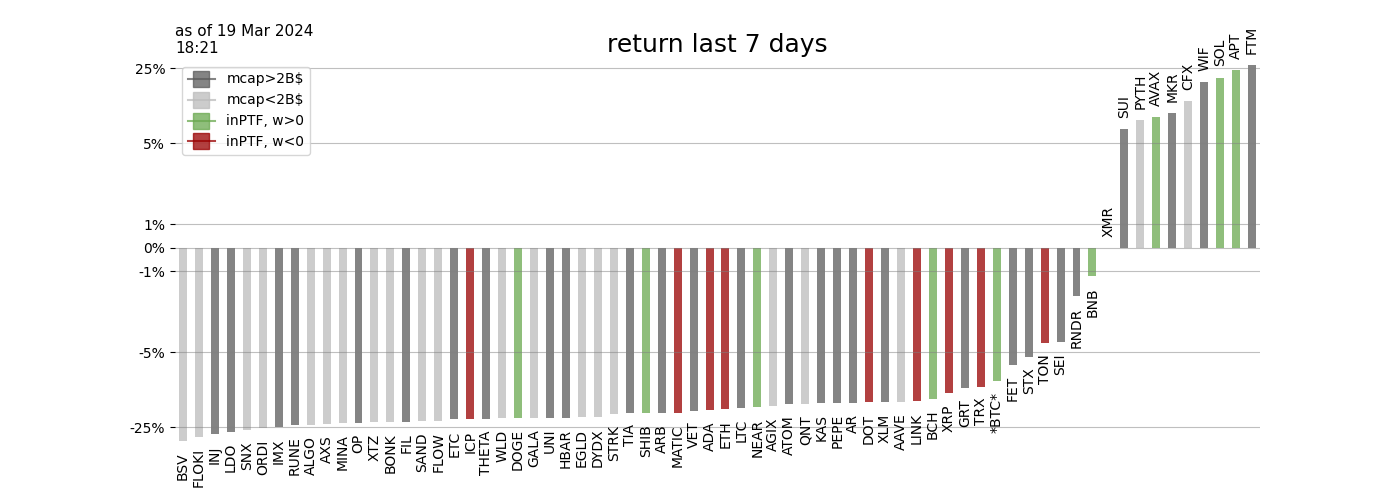 as of 19 Mar 2024
18:21
return last 7 days
mcap>2B$
mcap<2B$
inPTF, w>0
inPTF, w<0
25%
5%
1%
0%
-1%
-5%
-25%
BSV
FLOKI
INJ
LDO
SNX
ORDI
IMX
RUNE
ALGO
AXS
MINA
OP
XTZ
BONK
FIL
SAND
FLOW
ETC
ICP
THETA
WLD
DOGE
GALA
UNI
HBAR
EGLD
DYDX
STRK
TIA
SHIB
ARB
MATIC
VET
ADA
ETH
LTC
NEAR
AGIX
ATOM
QNT
KAS
PEPE
AR
DOT
XLM
AAVE
LINK
BCH
XRP
GRT
TRX
*BTC*
FET
STX
TON
SEI
RNDR
BNB
XMR
SUI
PYTH
AVAX
MKR
CFX
WIF
SOL
APT
FTM